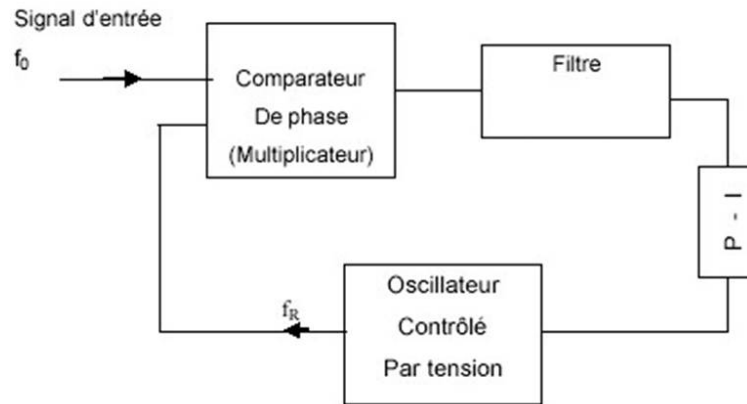 Signal d'entrée
f0
Comparateur
De phase
(Multiplicateur)
Filtre
P - I
Oscillateur
Contrôlé
Par tension
fR